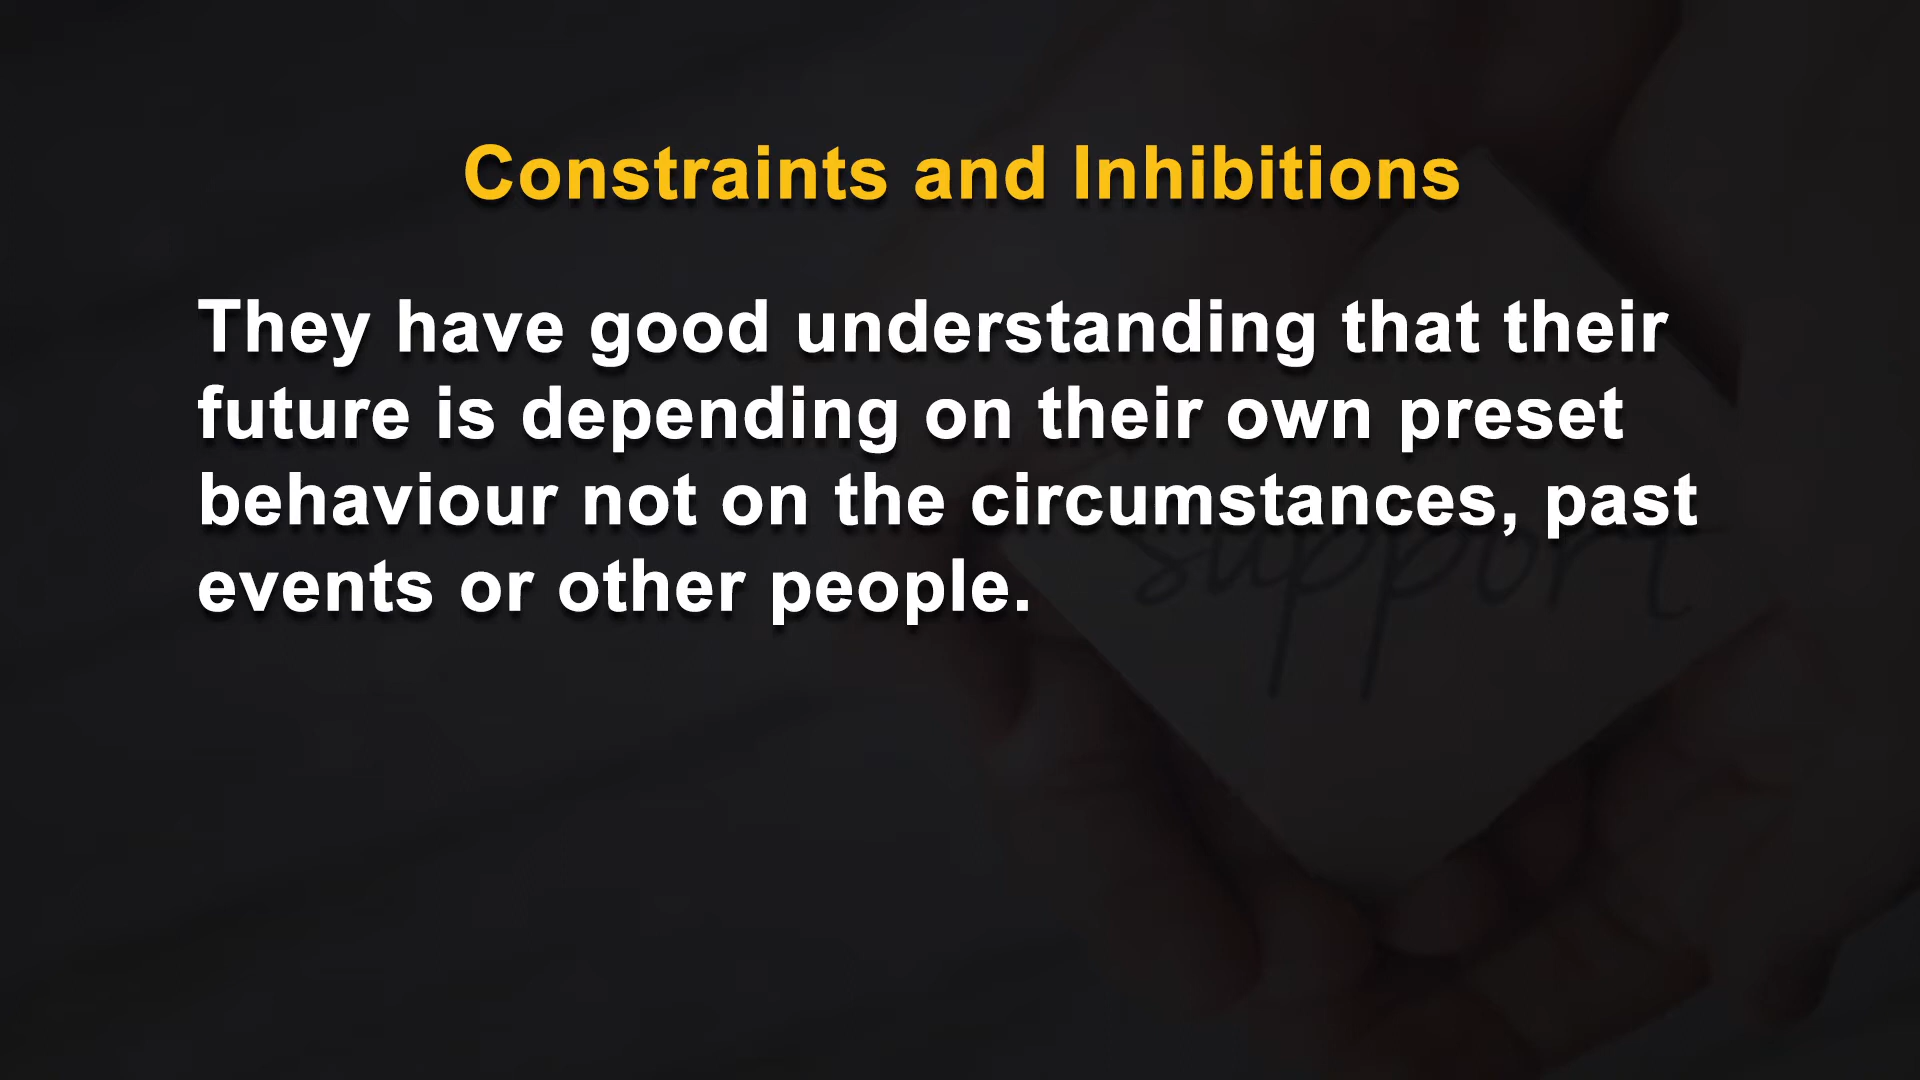 Constraints and Inhibitions
They have good understanding that their
future is depending on their own preset
behaviour not on the circumstances, past
events or other people.
support